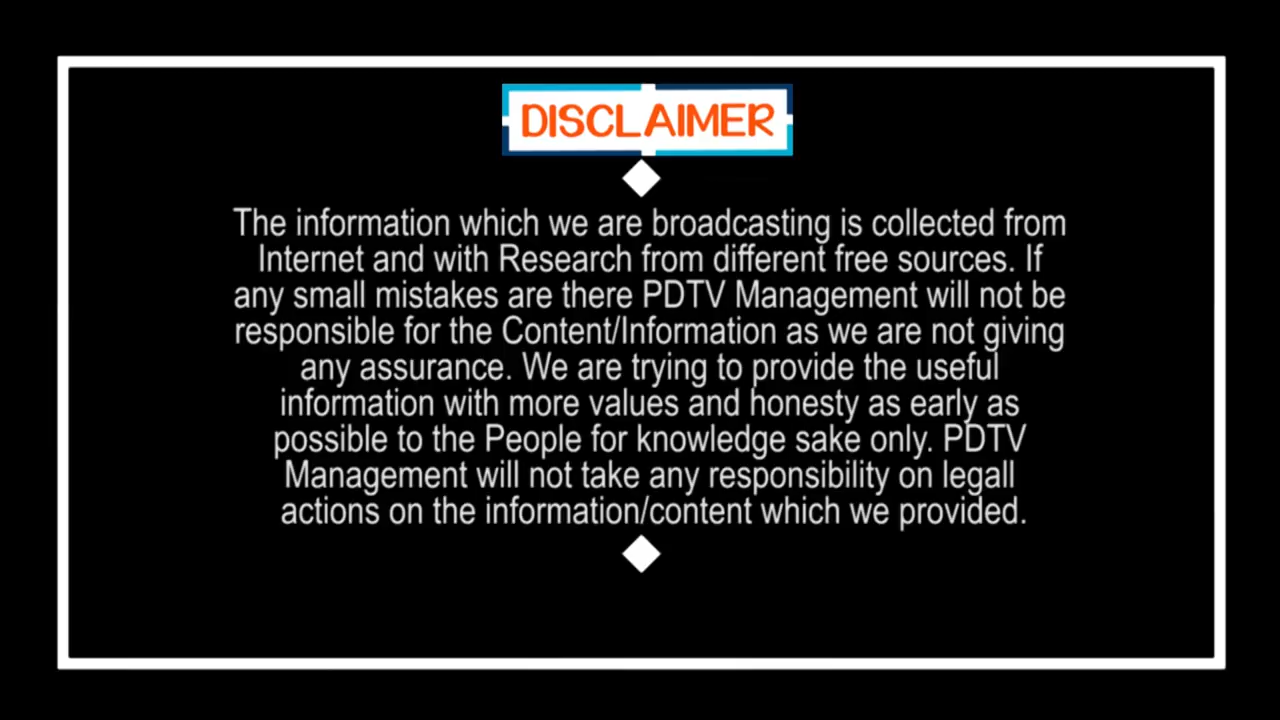 DISCLAIMER
The information which we are broadcasting is collected from
Internet and with Research from different free sources. If
any small mistakes are there PDTV Management will not be
responsible for the Content/Information as we are not giving
any assurance. We are trying to provide the useful
information with more values and honesty as early as
possible to the People for knowledge sake only. PDTV
Management will not take any responsibility on legall
actions on the information/content which we provided.